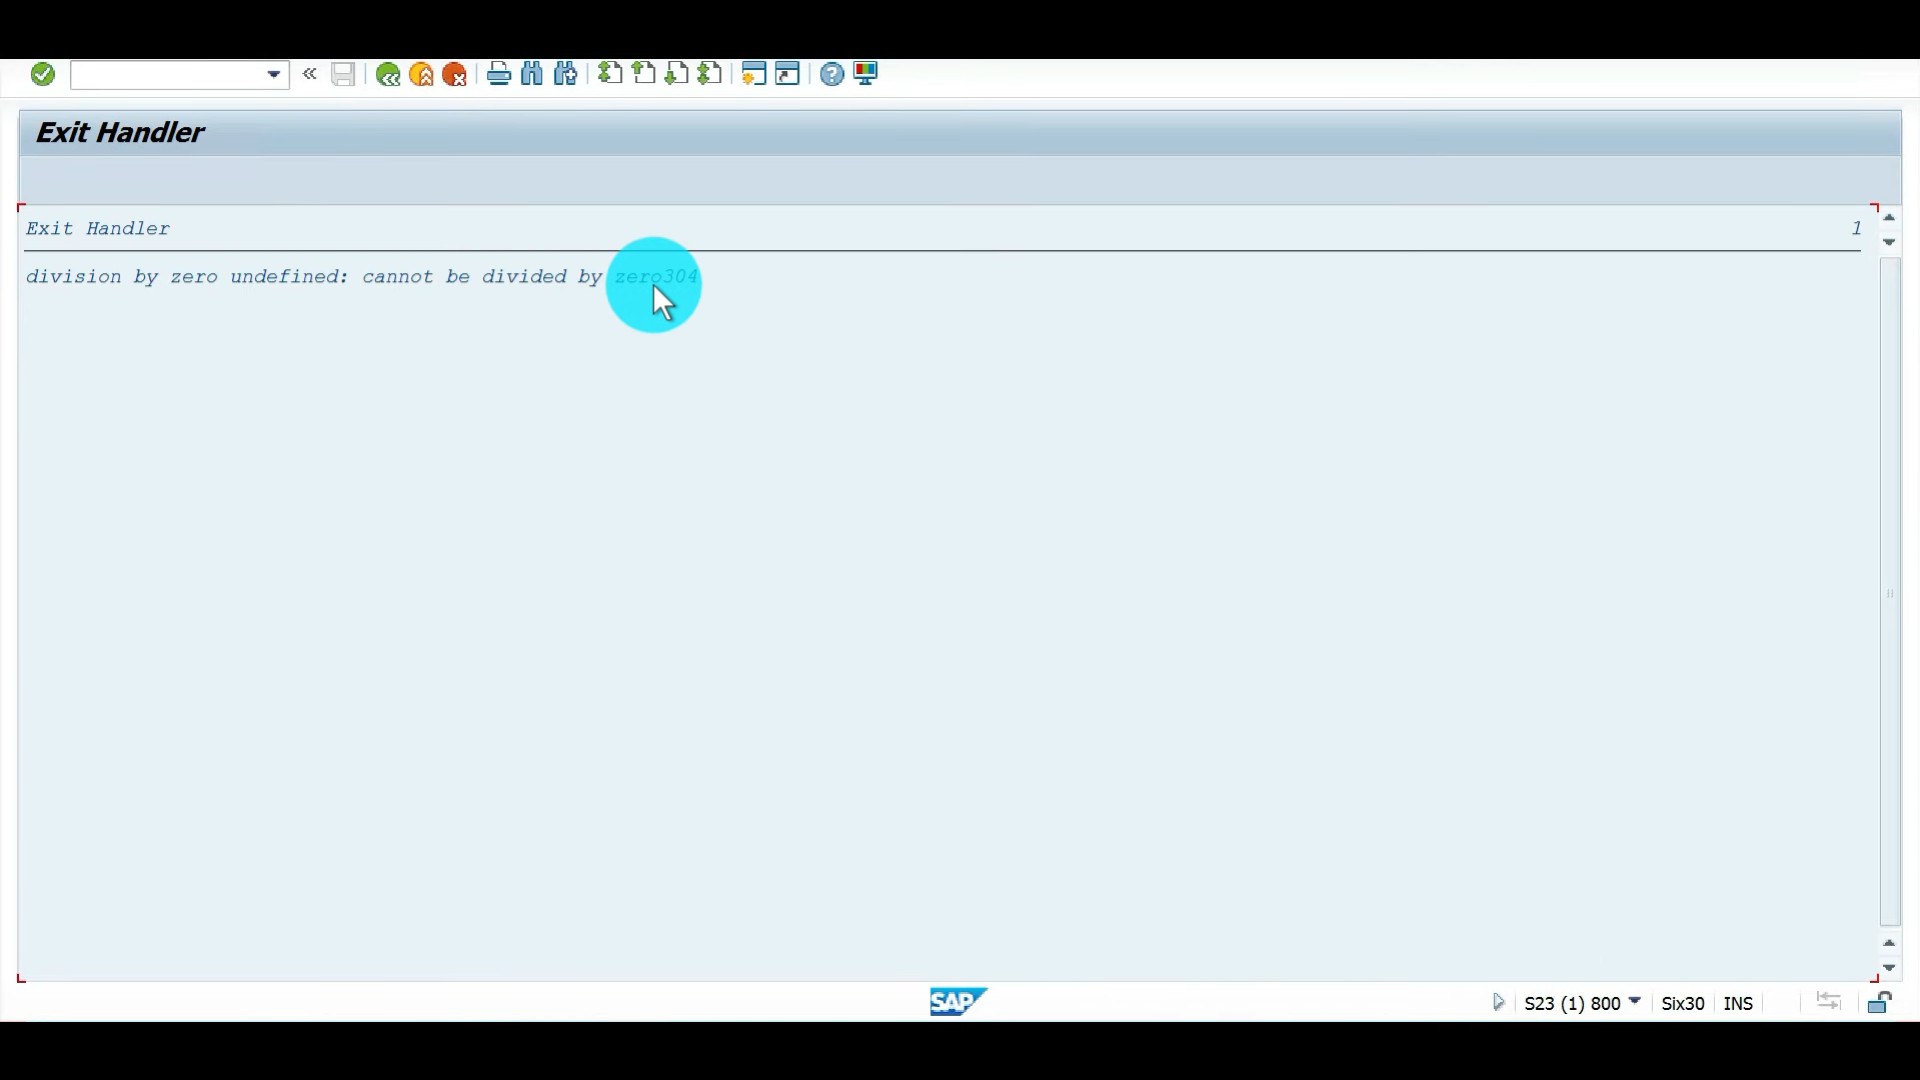 Exit Handler
Exit Handler 1
division by zero undefined: cannot be divided by zero304
SAP
S23 (1) 800 Six30 INS